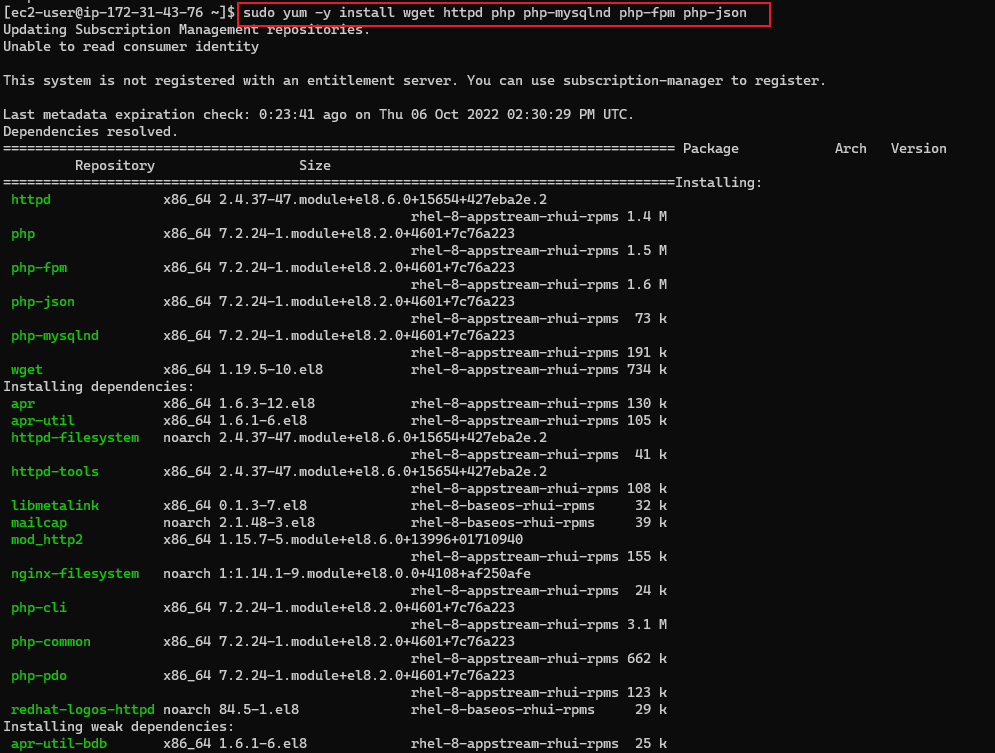 [ec2-user@ip-172-31-43-76 ~]$ sudo yum -y install wget httpd php php-mysqlnd php-fpm php-json
Updating Subscription Management repositories.
Unable to read consumer identity
This system is not registered with an entitlement server. You can use subscription-manager to register.
Last metadata expiration check: 0:23:41 ago on Thu 06 Oct 2022 02:30:29 PM UTC.
Dependencies resolved.
==================================================================================== Package            Arch   Version
         Repository                  Size
====================================================================================Installing:
 httpd              x86_64 2.4.37-47.module+el8.6.0+15654+427eba2e.2
                                                   rhel-8-appstream-rhui-rpms 1.4 M
 php                x86_64 7.2.24-1.module+el8.2.0+4601+7c76a223
                                                   rhel-8-appstream-rhui-rpms 1.5 M
 php-fpm            x86_64 7.2.24-1.module+el8.2.0+4601+7c76a223
                                                   rhel-8-appstream-rhui-rpms 1.6 M
 php-json           x86_64 7.2.24-1.module+el8.2.0+4601+7c76a223
                                                   rhel-8-appstream-rhui-rpms  73 k
 php-mysqlnd        x86_64 7.2.24-1.module+el8.2.0+4601+7c76a223
                                                   rhel-8-appstream-rhui-rpms 191 k
 wget               x86_64 1.19.5-10.el8           rhel-8-appstream-rhui-rpms 734 k
Installing dependencies:
 apr                x86_64 1.6.3-12.el8            rhel-8-appstream-rhui-rpms 130 k
 apr-util           x86_64 1.6.1-6.el8             rhel-8-appstream-rhui-rpms 105 k
 httpd-filesystem   noarch 2.4.37-47.module+el8.6.0+15654+427eba2e.2
                                                   rhel-8-appstream-rhui-rpms  41 k
 httpd-tools        x86_64 2.4.37-47.module+el8.6.0+15654+427eba2e.2
                                                   rhel-8-appstream-rhui-rpms 108 k
 libmetalink        x86_64 0.1.3-7.el8             rhel-8-baseos-rhui-rpms     32 k
 mailcap            noarch 2.1.48-3.el8            rhel-8-baseos-rhui-rpms     39 k
 mod_http2          x86_64 1.15.7-5.module+el8.6.0+13996+01710940
                                                   rhel-8-appstream-rhui-rpms 155 k
 nginx-filesystem   noarch 1:1.14.1-9.module+el8.0.0+4108+af250afe
                                                   rhel-8-appstream-rhui-rpms  24 k
 php-cli            x86_64 7.2.24-1.module+el8.2.0+4601+7c76a223
                                                   rhel-8-appstream-rhui-rpms 3.1 M
 php-common         x86_64 7.2.24-1.module+el8.2.0+4601+7c76a223
                                                   rhel-8-appstream-rhui-rpms 662 k
 php-pdo            x86_64 7.2.24-1.module+el8.2.0+4601+7c76a223
                                                   rhel-8-appstream-rhui-rpms 123 k
 redhat-logos-httpd noarch 84.5-1.el8              rhel-8-baseos-rhui-rpms     29 k
Installing weak dependencies:
 apr-util-bdb       x86_64 1.6.1-6.el8             rhel-8-appstream-rhui-rpms  25 k